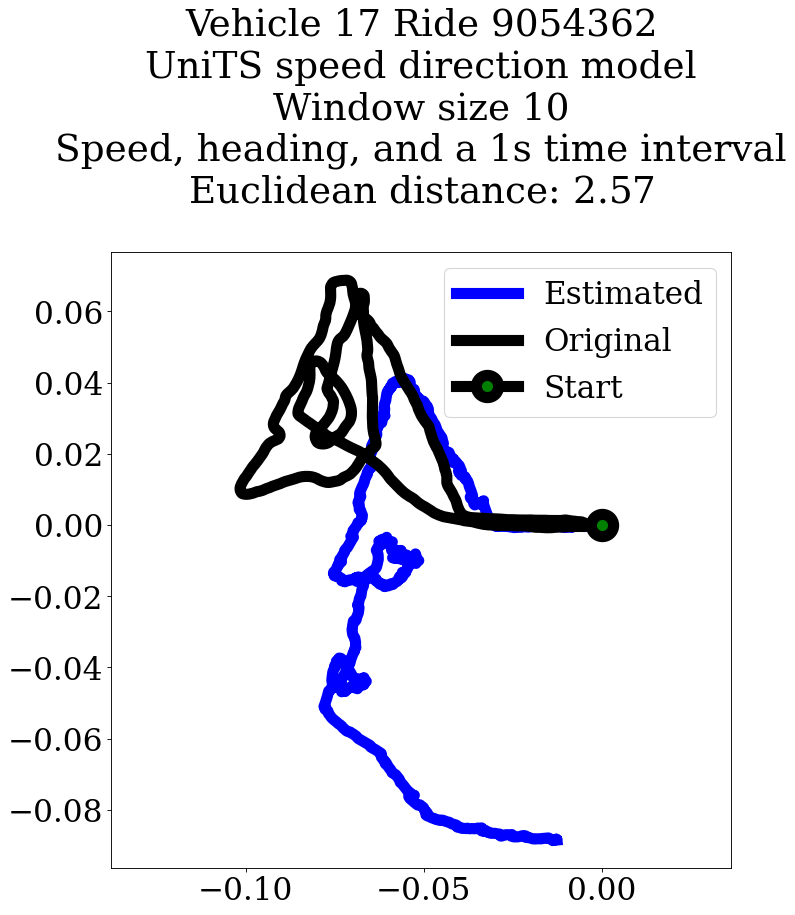 Vehicle 17 Ride 9054362
UniTS speed direction model
Window size 10
Speed, heading, and a 1s time interval
Euclidean distance: 2.57
Estimated
Original
Start
0.06
0.04
0.02
0.00
−0.02
−0.04
−0.06
−0.08
−0.10
−0.05
0.00